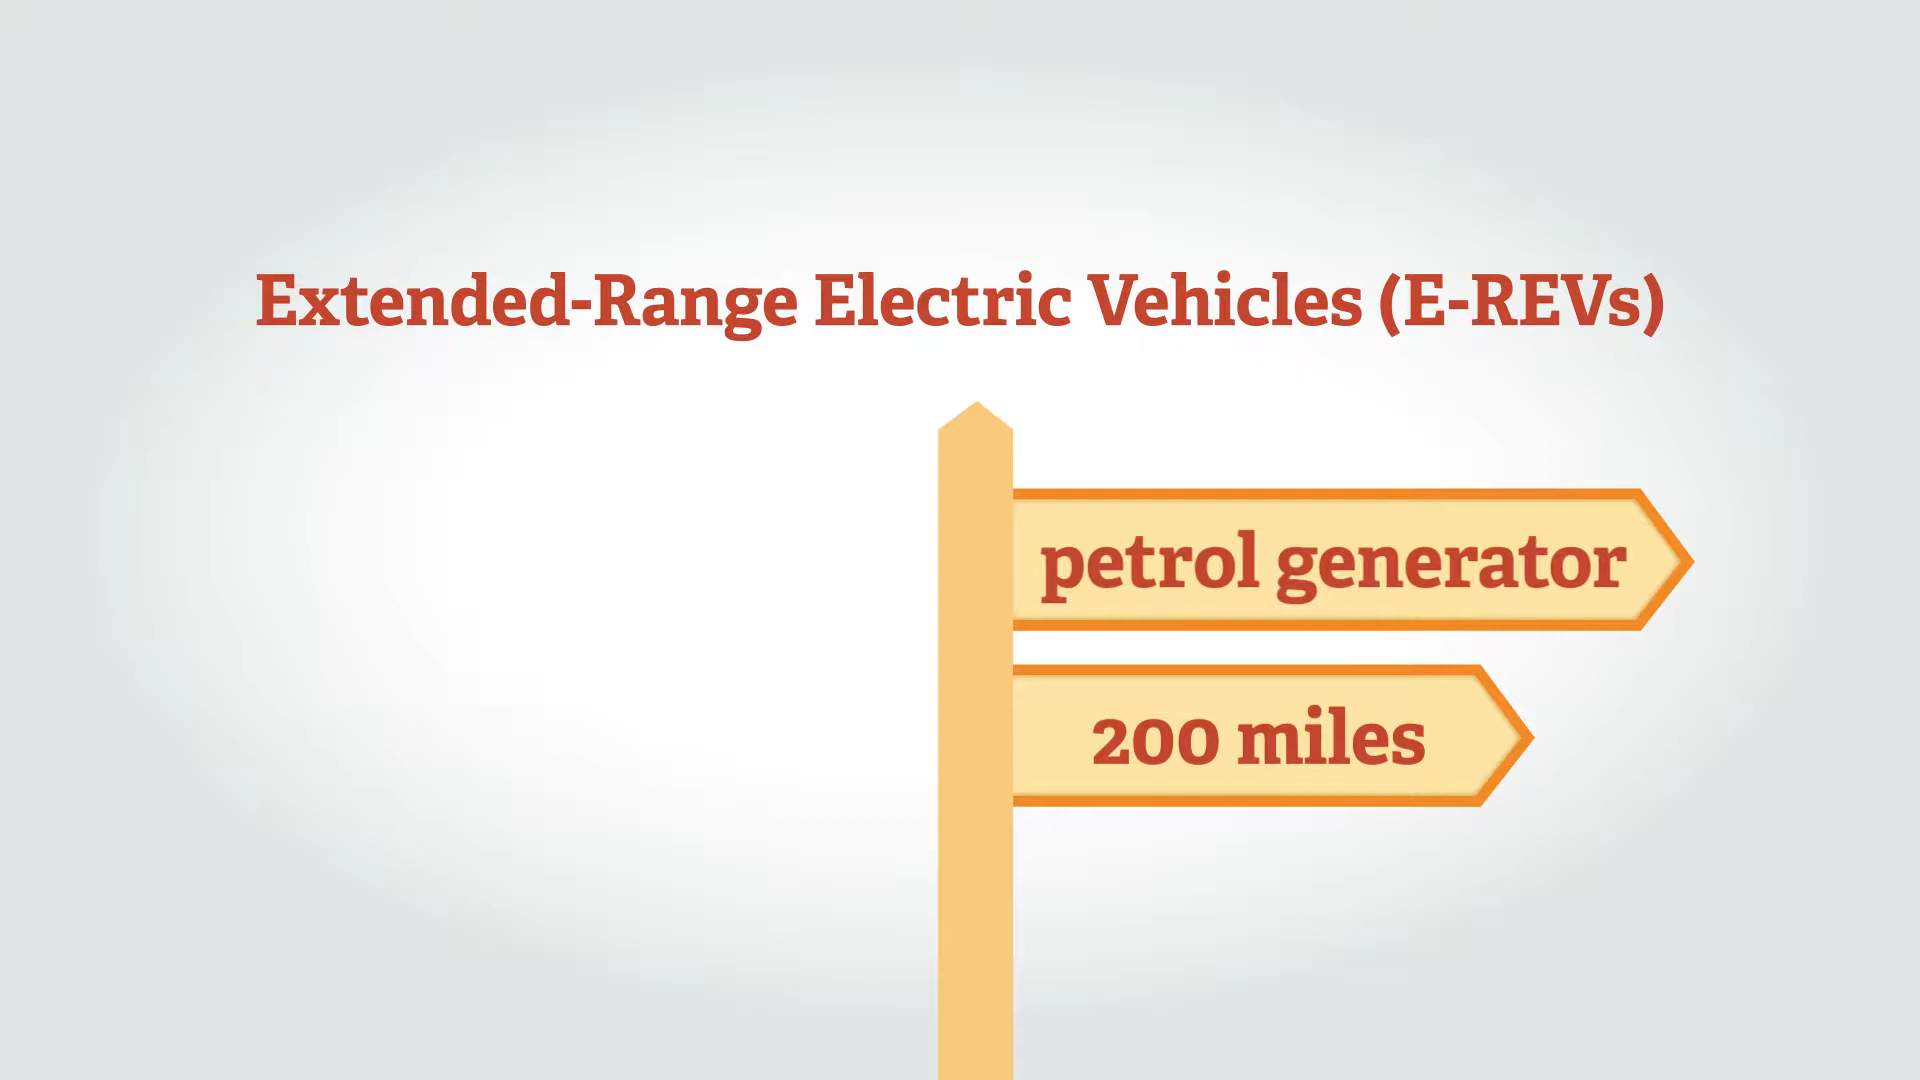 Extended-Range Electric Vehicles (E-REVs)
petrol generator
200 miles